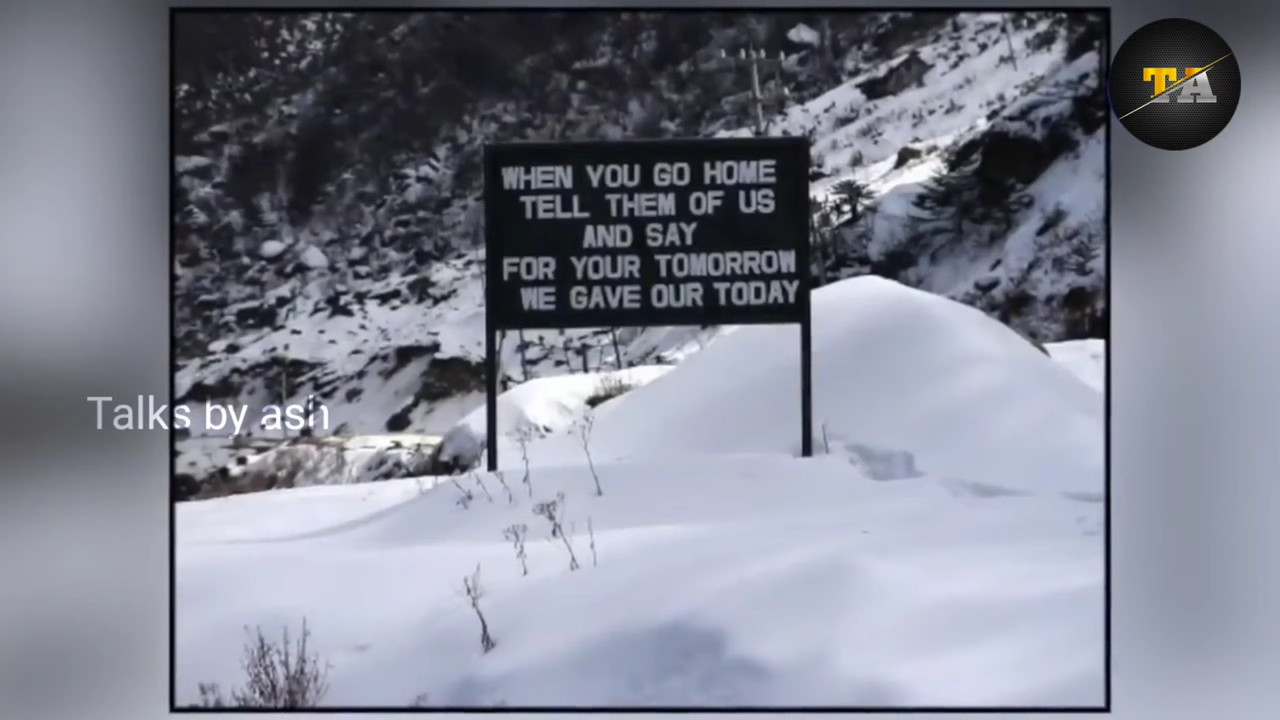 TA
WHEN YOU GO HOME
TELL THEM OF US
AND SAY
FOR YOUR TOMORROW
WE GAVE OUR TODAY
Talks by ash